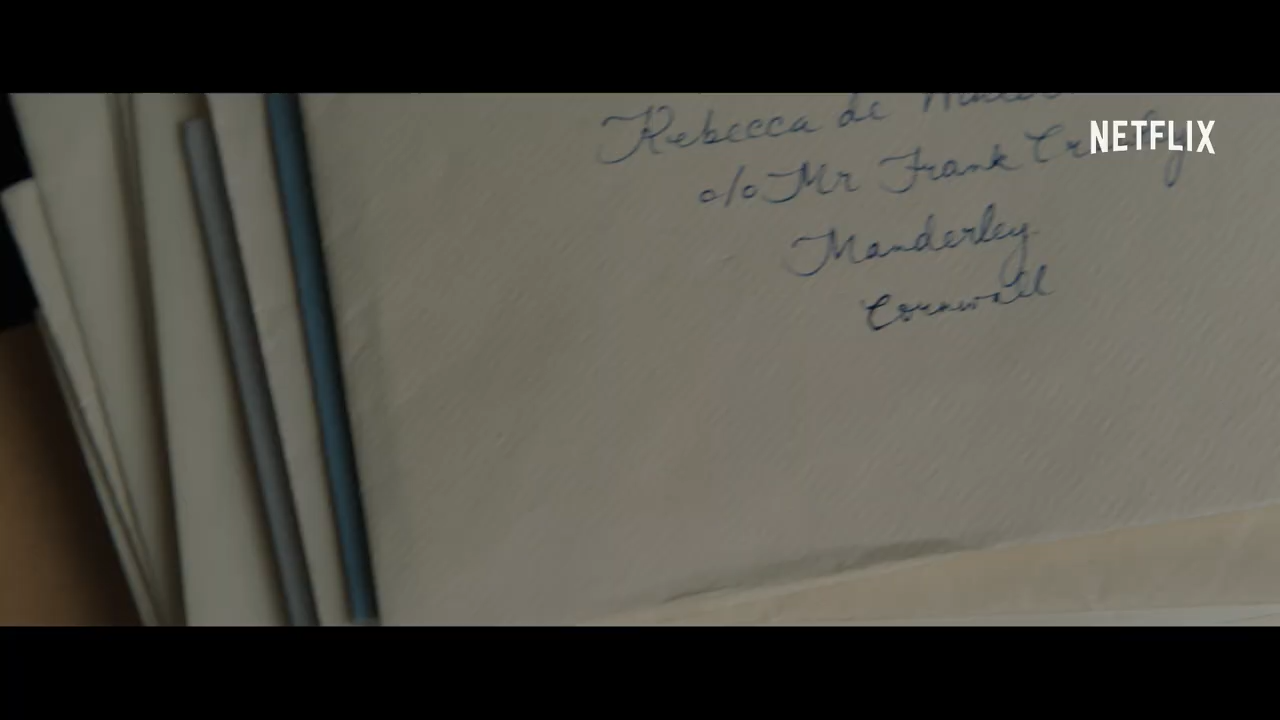 Rebecca de
NETFLIX
c/o Mr Frank
Manderley
Cornwall